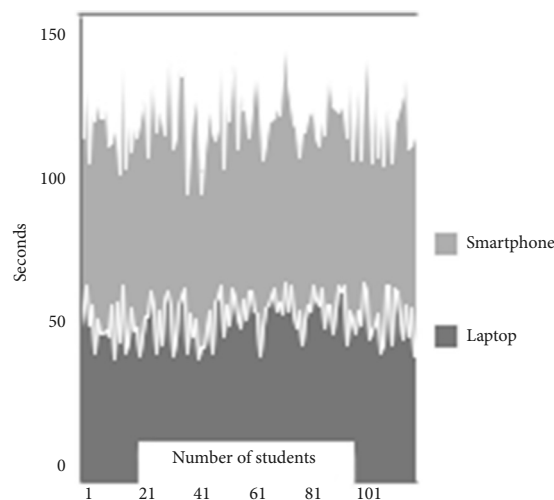 150
100
50
0
Seconds
Smartphone
Laptop
Number of students
1 21 41 61 81 101